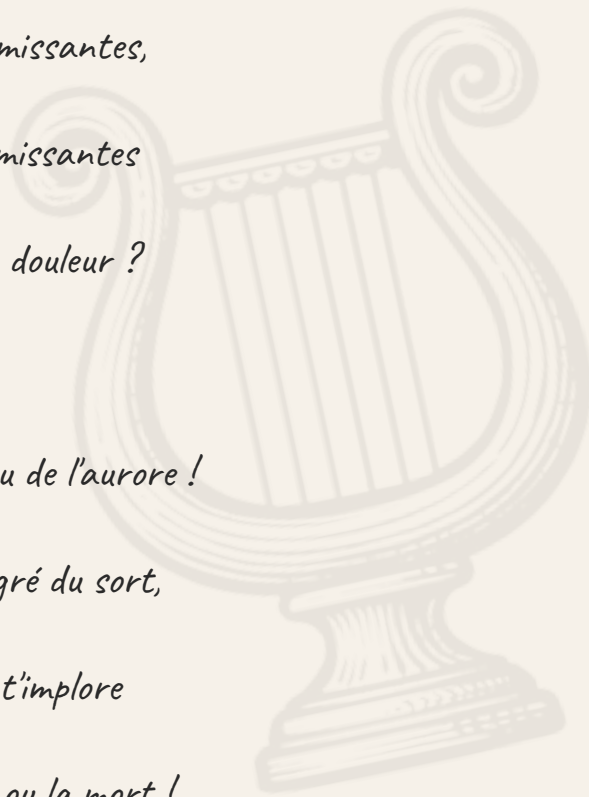 missantes,
missantes
douleur ?
u de l'aurore !
gré du sort,
t'implore
ou la mort !